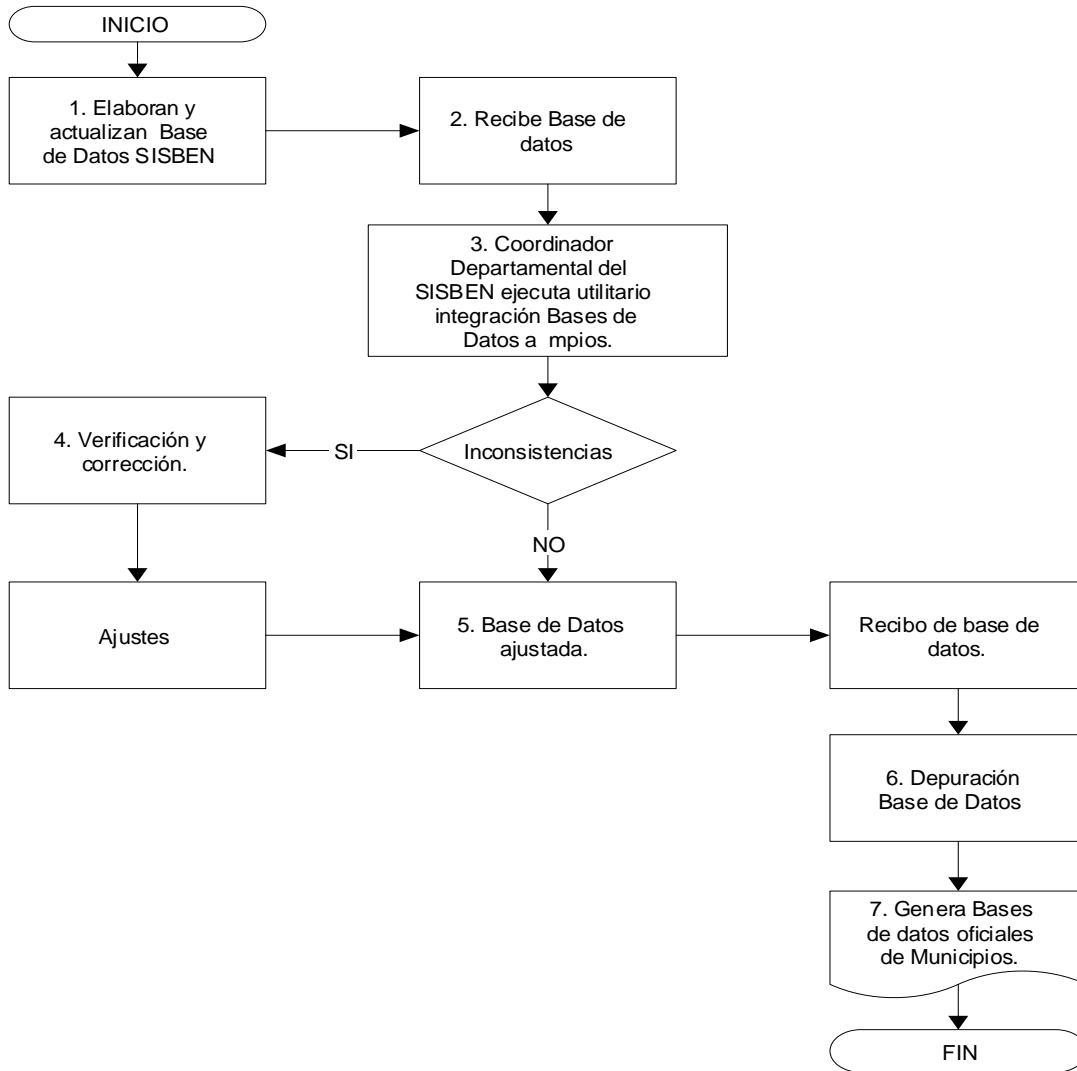 INICIO
1. Elaboran y
actualizan Base
de Datos SISBEN
2. Recibe Base de
datos
3. Coordinador
Departamental del
SISBEN ejecuta utilitario
integración Bases de
Datos a mpios.
Inconsistencias
SI
4. Verificación y
corrección.
NO
Ajustes
5. Base de Datos
ajustada.
Recibo de base de
datos.
6. Depuración
Base de Datos
7. Genera Bases
de datos oficiales
de Municipios.
FIN